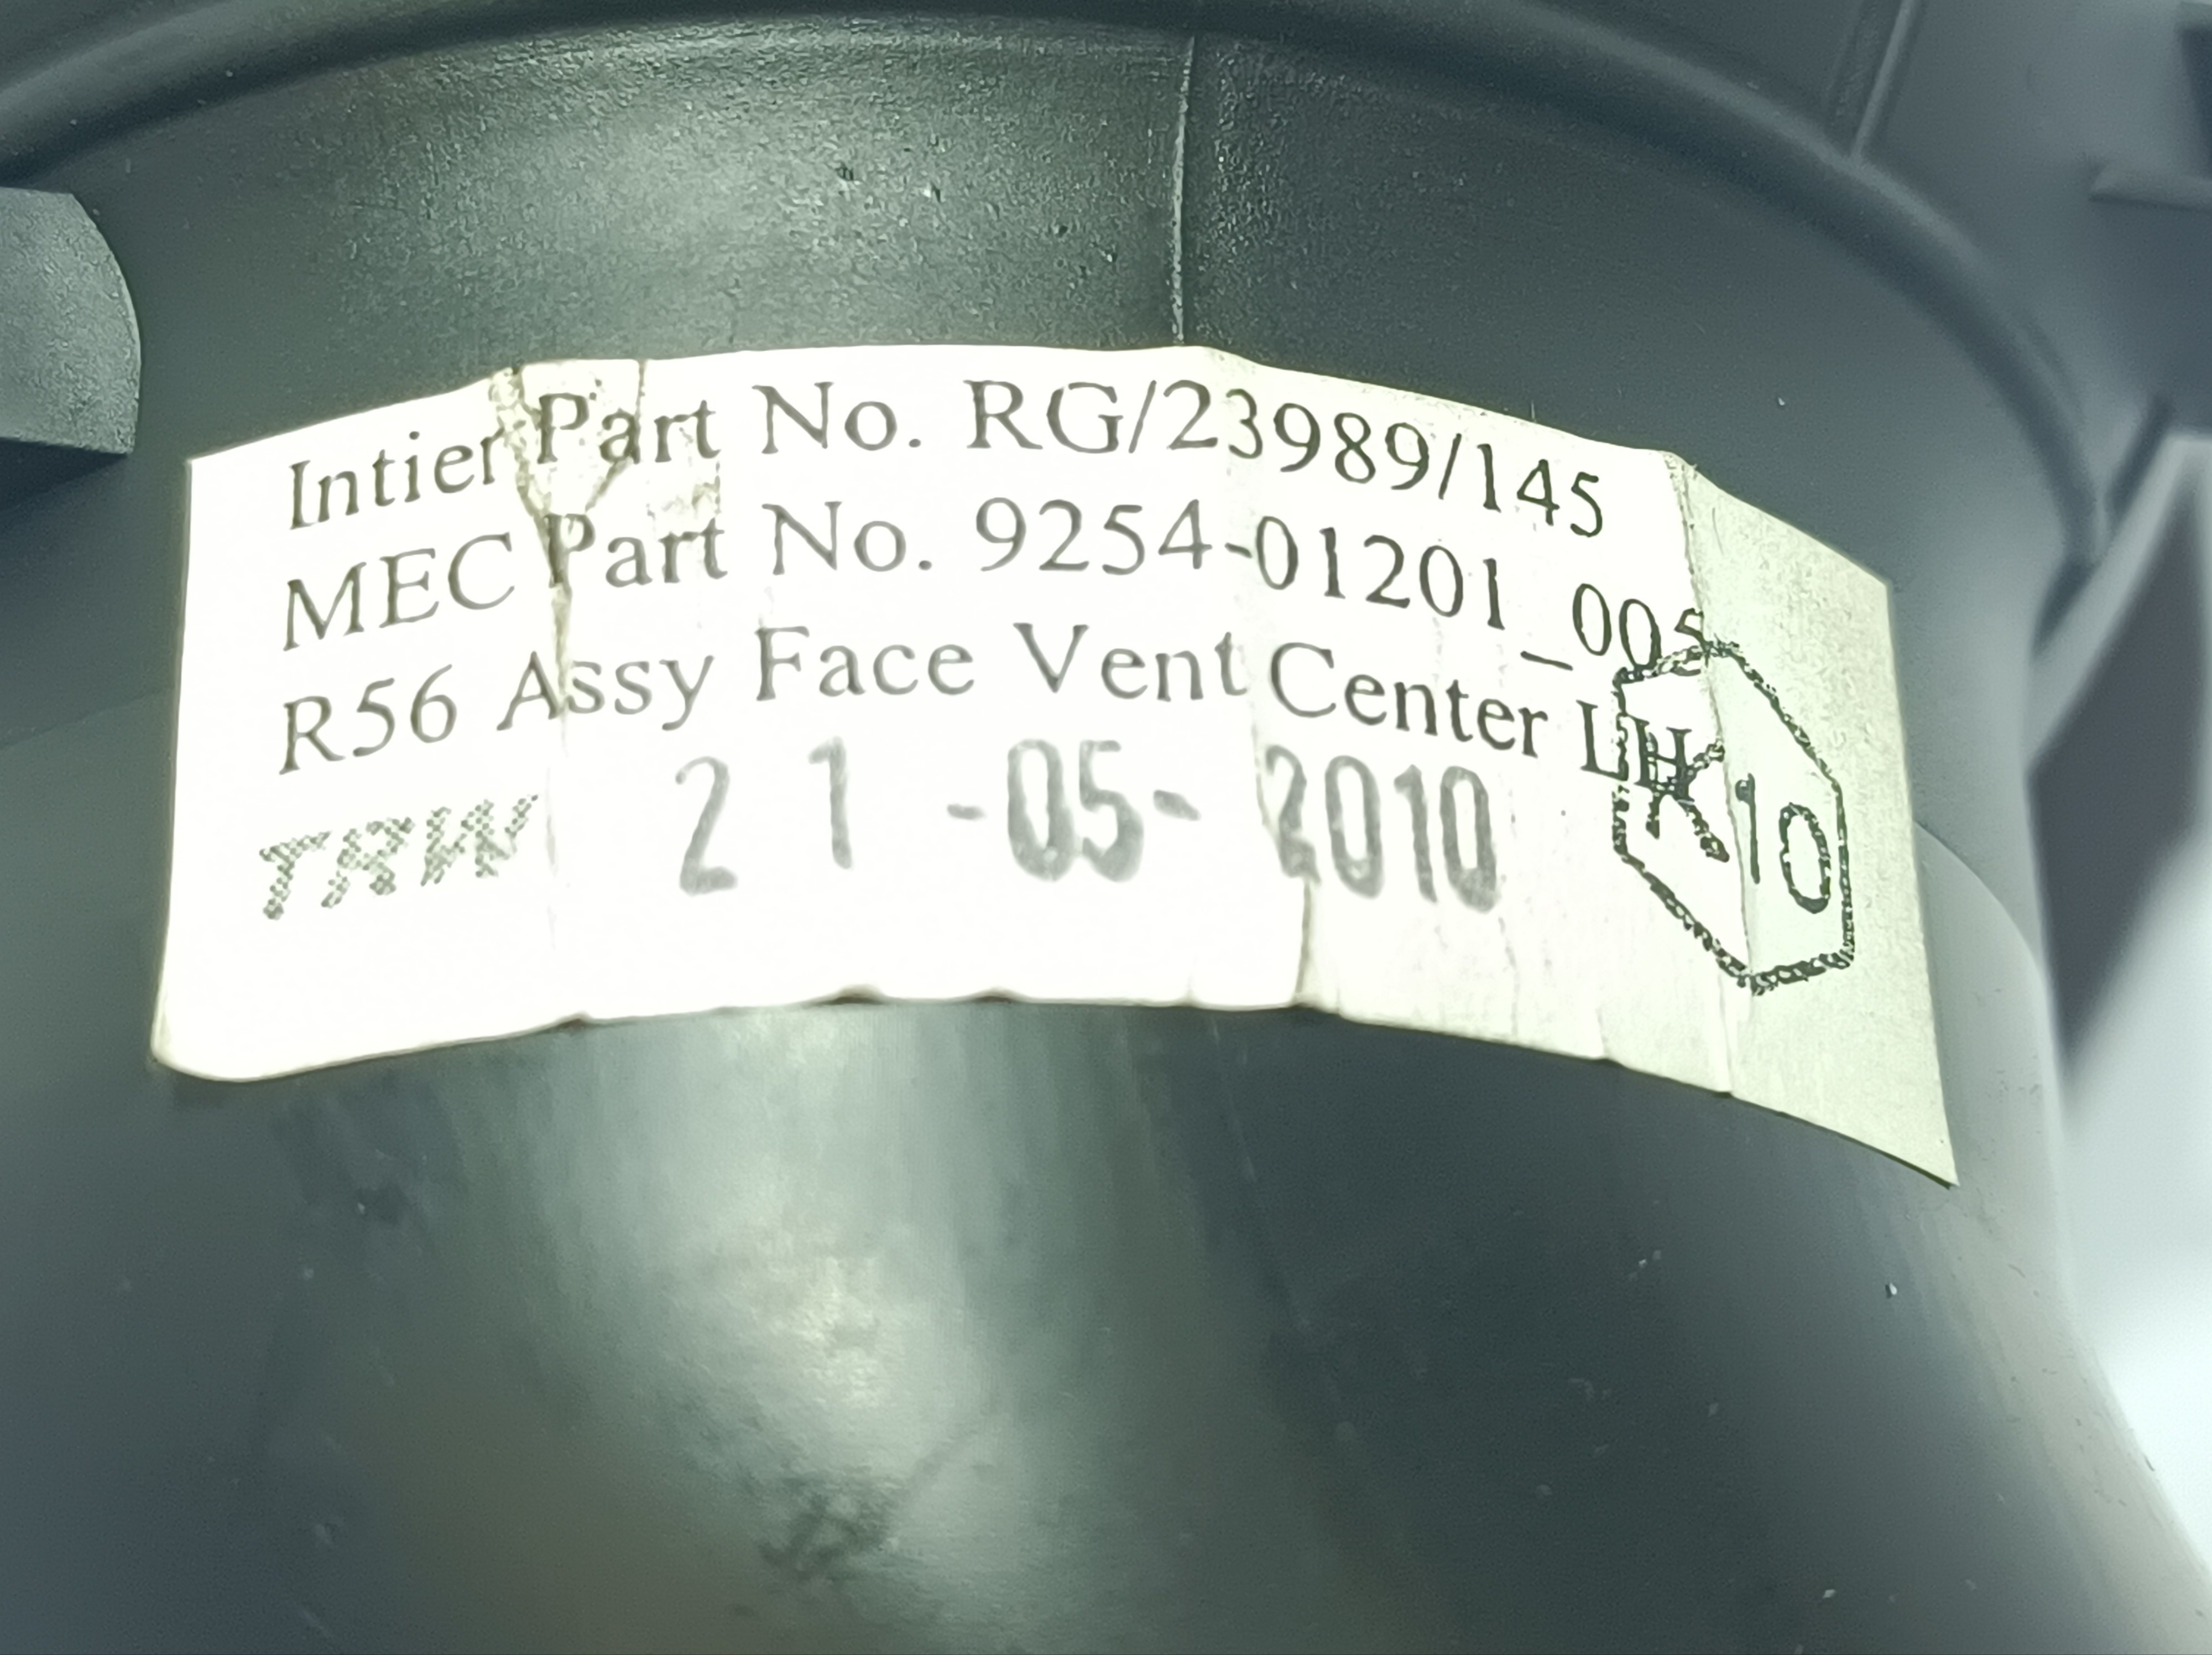 Intier Part No. RG/23989/145
MEC Part No. 9254-01201_005
R56 Assy Face Vent Center LH
TRW 21-05-2010
K10